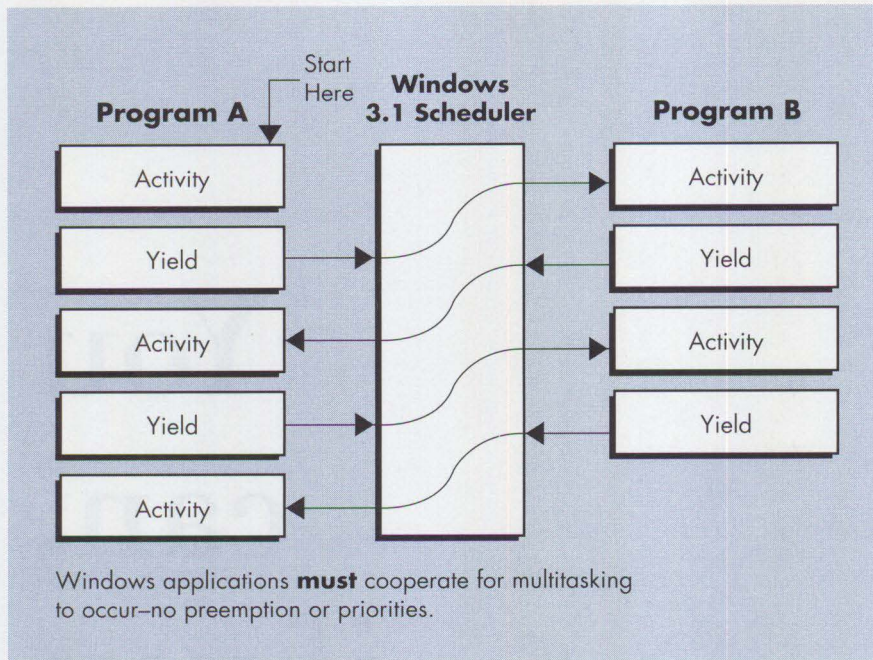 Start
Here
Windows
3.1 Scheduler
Program A
Program B
Activity
Yield
Activity
Yield
Activity
Activity
Yield
Activity
Yield
Windows applications must cooperate for multitasking
to occur–no preemption or priorities.